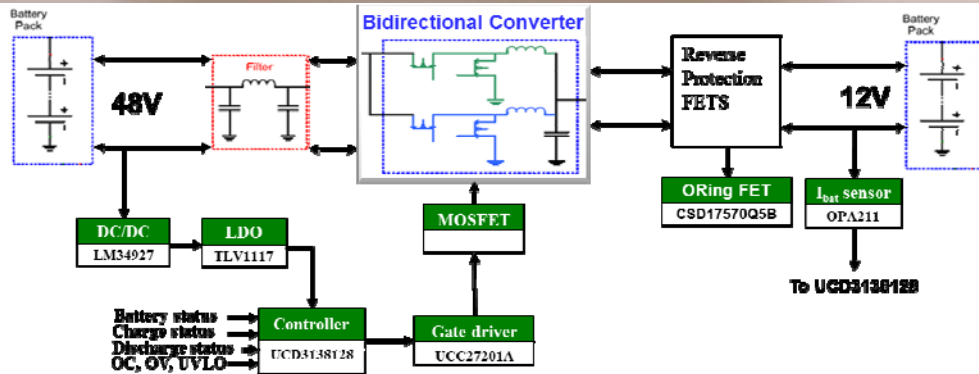 Battery
Pack
48V
Filter
Bidirectional Converter
Reverse
Protection
FETS
12V
Battery
Pack
ORing FET
CSD17570Q5B
Ibat sensor
OPA211
To UCD3138128
DC/DC
LM34927
LDO
TLV1117
MOSFET
Battery status
Charge status
Discharge status
OC, OV, UVLO
Controller
UCD3138128
Gate driver
UCC27201A